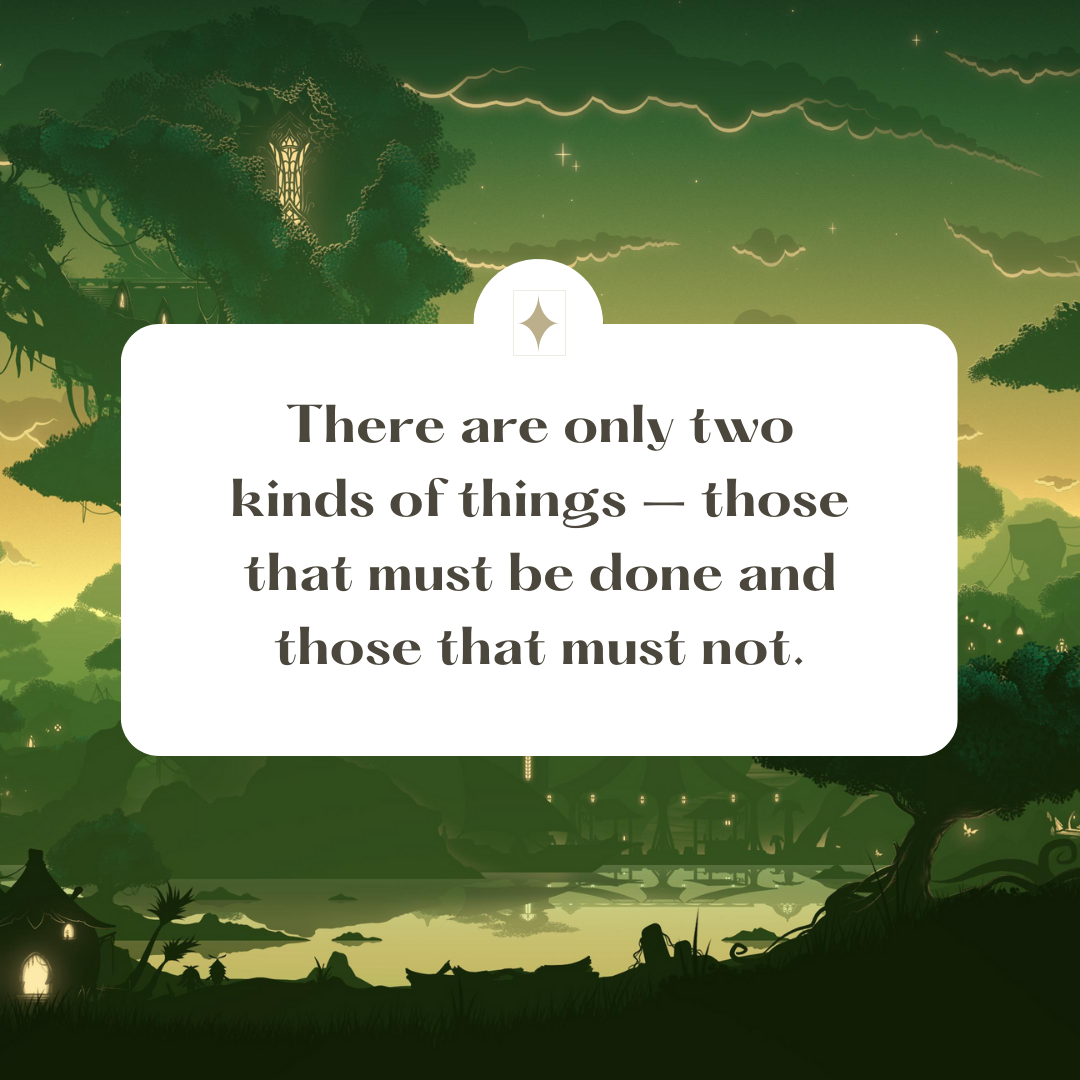 There are only two
kinds of things — those
that must be done and
those that must not.